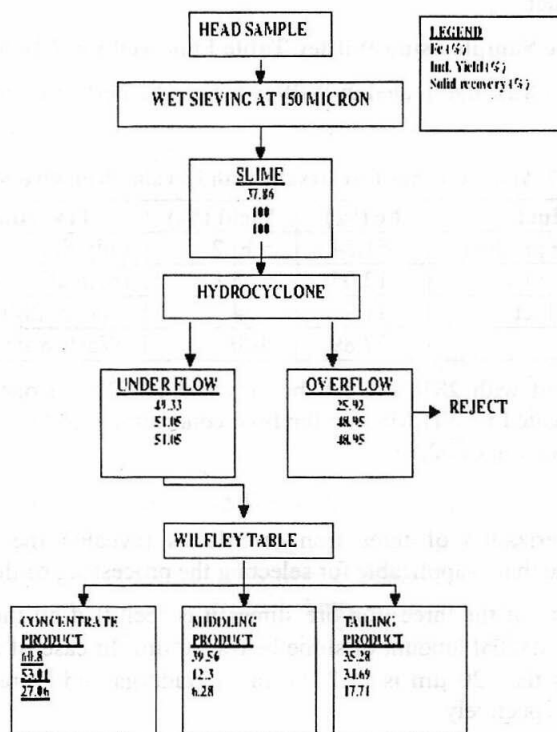 HEAD SAMPLE
LEGEND
Fe(%)
Ind. Yield(%)
Solid recovery(%)
WET SIEVING AT 150 MICRON
SLIME
37.86
100
100
HYDROCYCLONE
UNDER FLOW
49.33
51.05
51.05
OVERFLOW
25.92
48.95
48.95
REJECT
WILFLEY TABLE
CONCENTRATE
PRODUCT
60.8
53.01
27.06
MIDDLING
PRODUCT
39.56
12.3
6.28
TAILING
PRODUCT
35.28
34.69
17.71